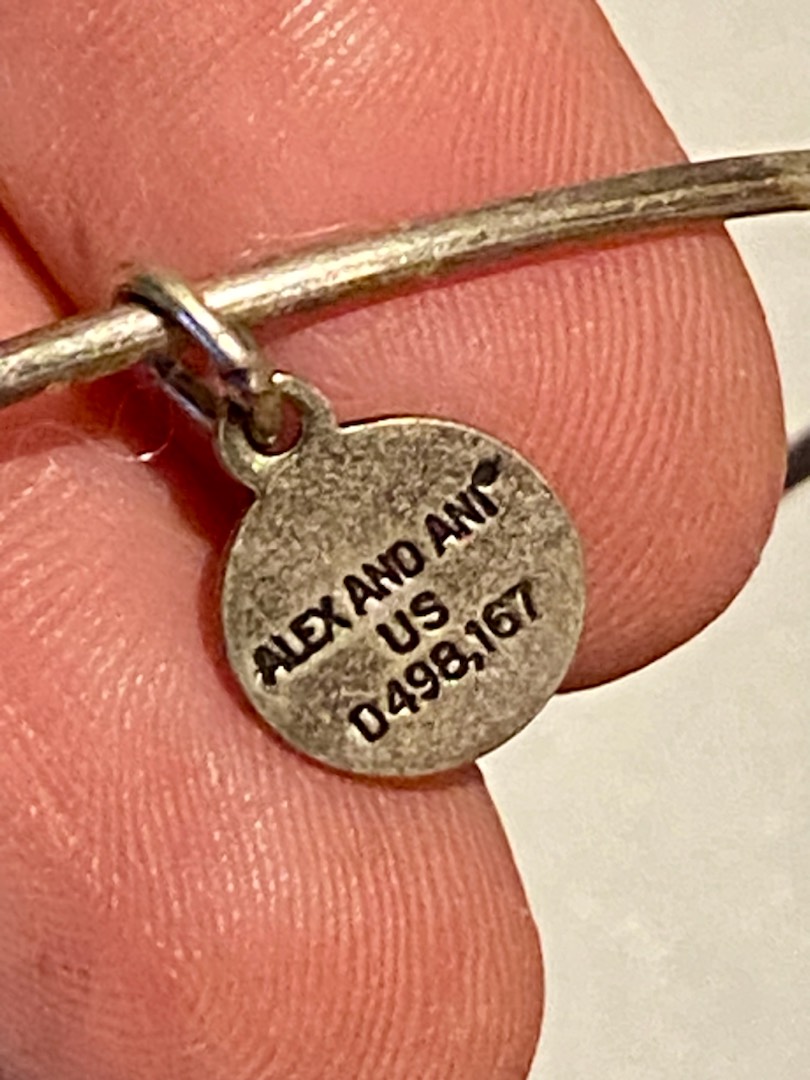 ALEX AND ANI®
US
D498,167